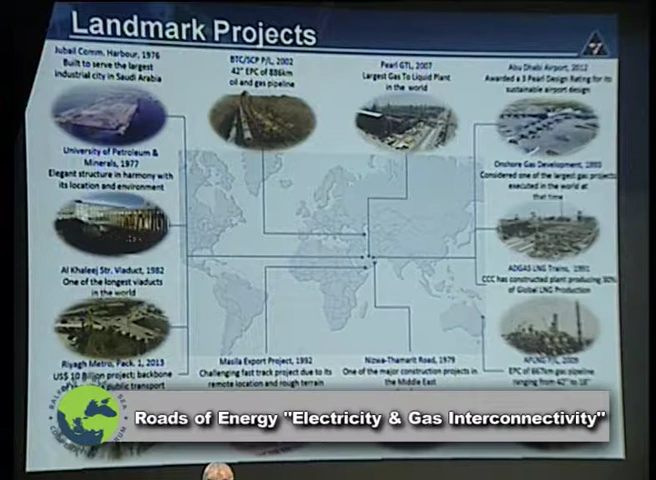 Landmark Projects
Jubail Comm. Harbour, 1976
Built to serve the largest
industrial city in Saudi Arabia
BTC/SCP P/L, 2002
42" EPC of 886km
oil and gas pipeline
Pearl GTL, 2007
Largest Gas To Liquid Plant
in the world
Abu Dhabi Airport, 2012
Awarded a 3 Pearl Design Rating for its
sustainable airport design
University of Petroleum &
Minerals, 1977
Elegant structure in harmony with
its location and environment
Onshore Gas Development, 1993
Considered one of the largest gas projects
executed in the world at
that time
Al Khaleej Str. Viaduct, 1982
One of the longest viaducts
in the world
ADGAS LNG Trains, 1991
CCC has constructed plant producing 30%
of Global LNG Production
Riyagh Metro, Pack. 1, 2013
US$ 10 Billion project; backbone
public transport
Masila Export Project, 1992
Challenging fast track project due to its
remote location and rough terrain
Nizwa-Thamarit Road, 1979
One of the major construction projects in
the Middle East
P/L, 2009
EPC of 667km gas pipeline
ranging from 42" to 18"
Roads of Energy "Electricity & Gas Interconnectivity"